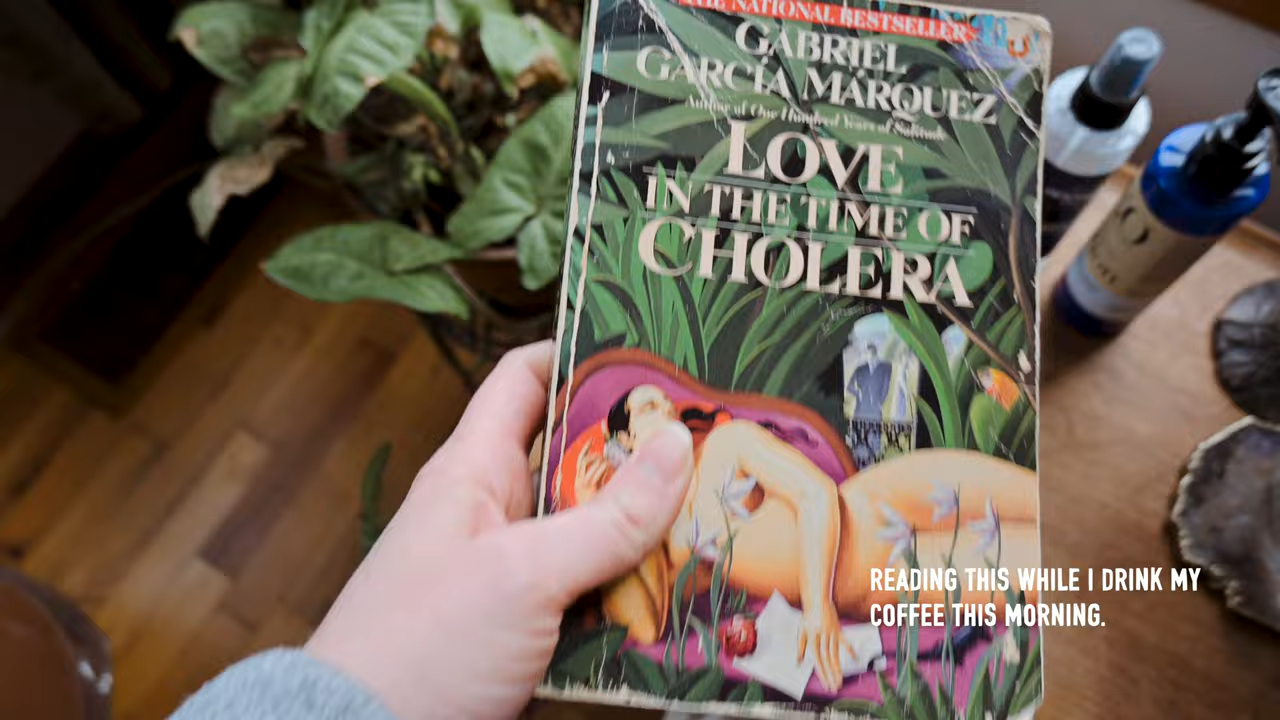 THE NATIONAL BESTSELLER
GABRIEL
GARCÍA MÁRQUEZ
Author of One Hundred Years of Solitude
LOVE
IN THE TIME OF
CHOLERA
READING THIS WHILE I DRINK MY
COFFEE THIS MORNING.